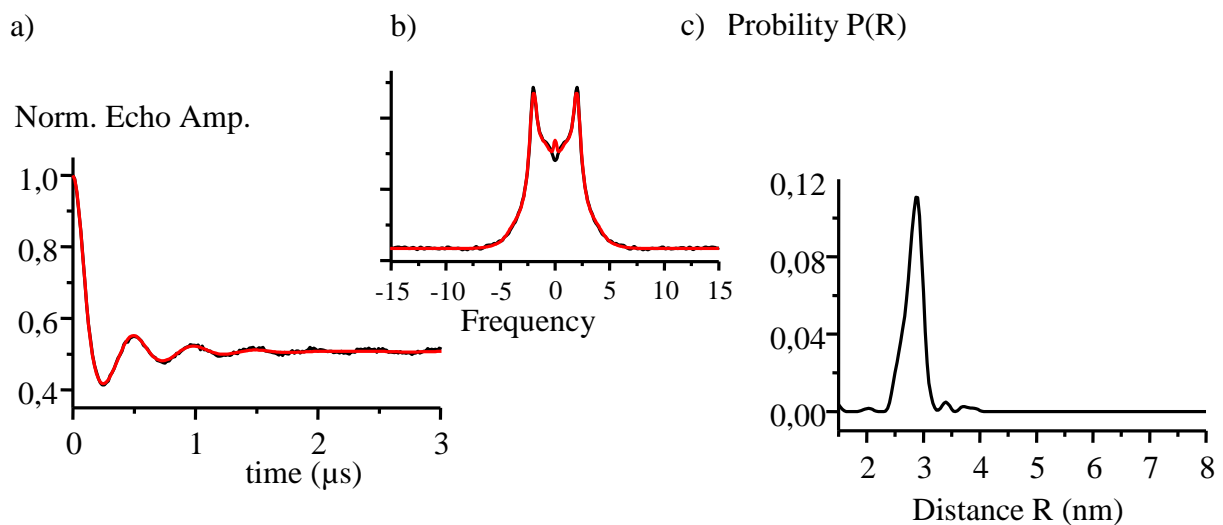 a)
b)
c) Probility P(R)
Norm. Echo Amp.
1,0
0,8
0,6
0,4
0 1 2 3
time (µs)
-15 -10 -5 0 5 10 15
Frequency
0,12
0,08
0,04
0,00
2 3 4 5 6 7 8
Distance R (nm)